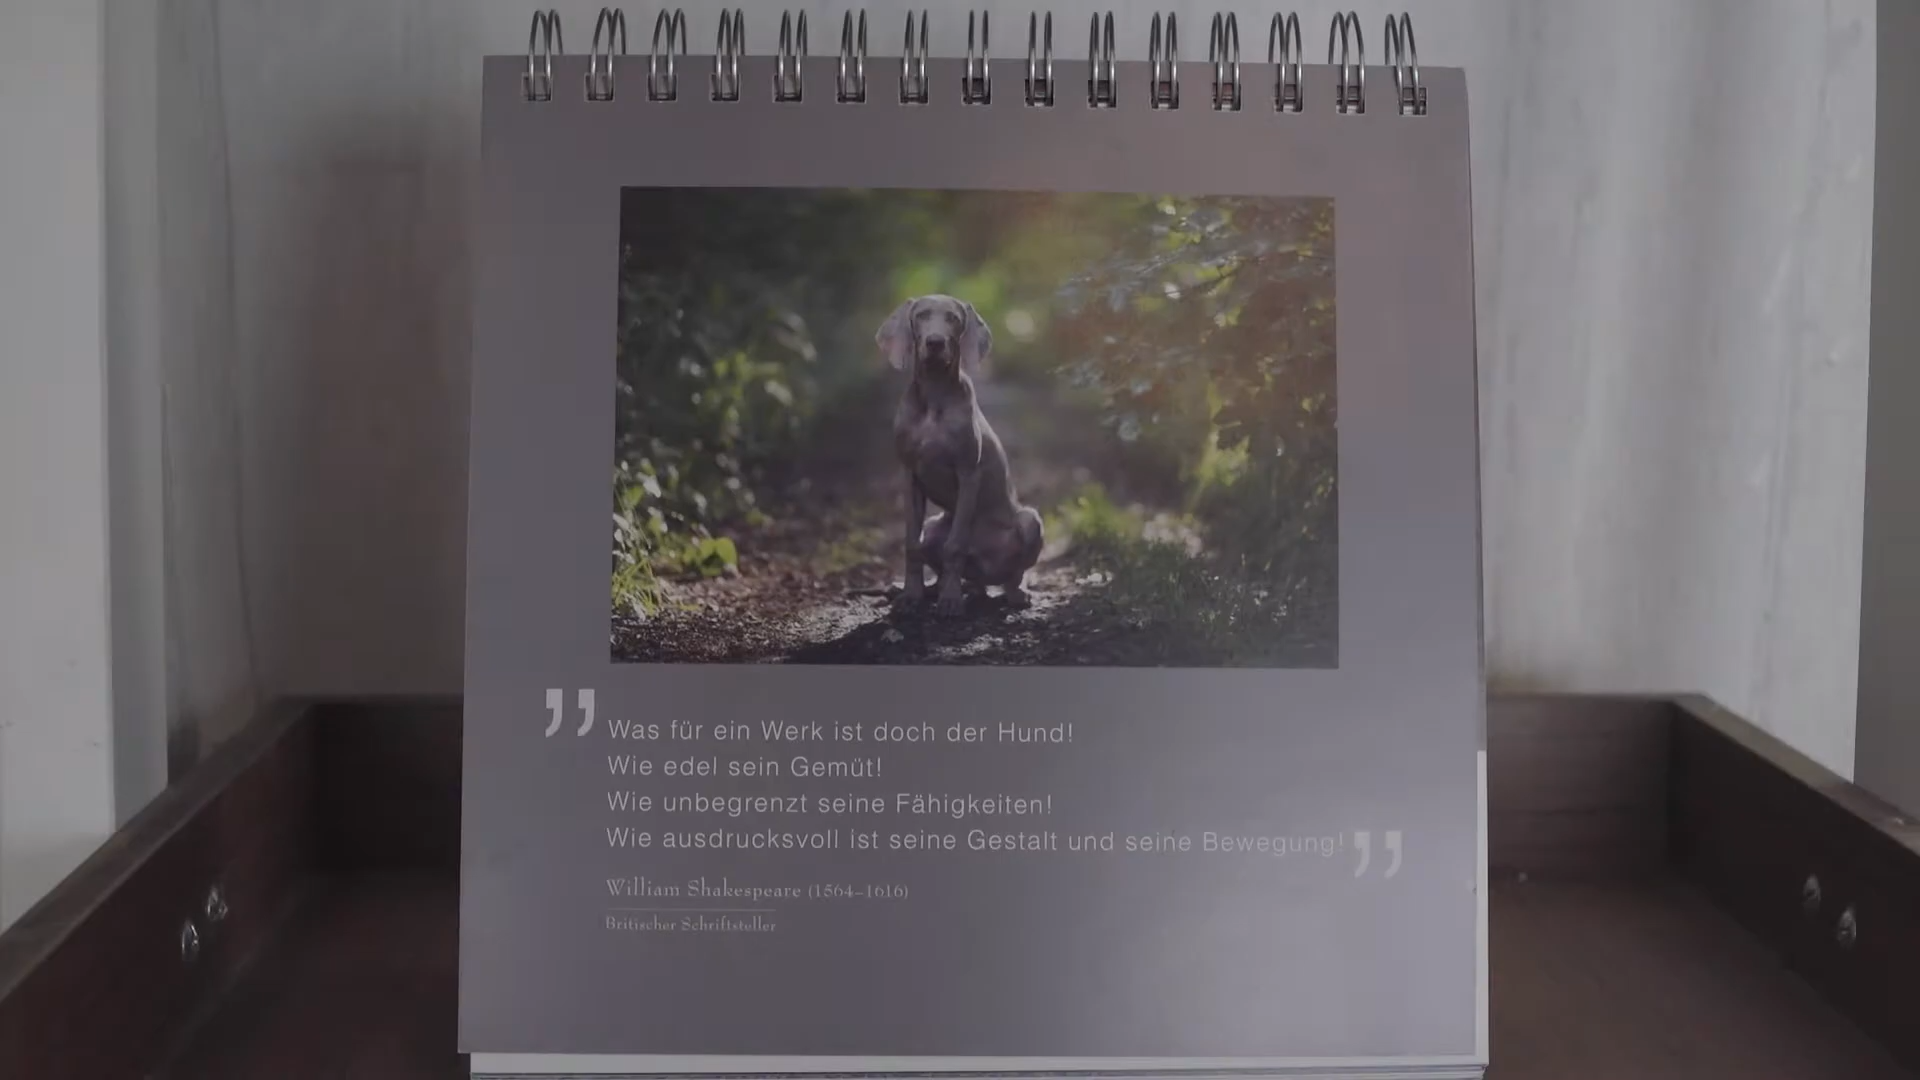 ” Was für ein Werk ist doch der Hund!
Wie edel sein Gemüt!
Wie unbegrenzt seine Fähigkeiten!
Wie ausdrucksvoll ist seine Gestalt und seine Bewegung! ”
William Shakespeare (1564–1616)
Britischer Schriftsteller